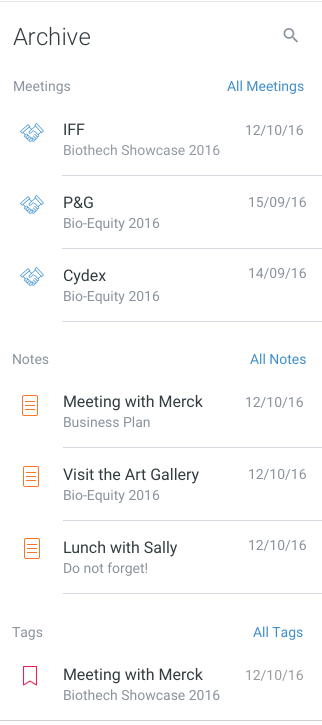 Archive
Meetings All Meetings
IFF 12/10/16
Biothech Showcase 2016
P&G 15/09/16
Bio-Equity 2016
Cydex 14/09/16
Bio-Equity 2016
Notes All Notes
Meeting with Merck 12/10/16
Business Plan
Visit the Art Gallery 12/10/16
Bio-Equity 2016
Lunch with Sally 12/10/16
Do not forget!
Tags All Tags
Meeting with Merck 12/10/16
Biothech Showcase 2016